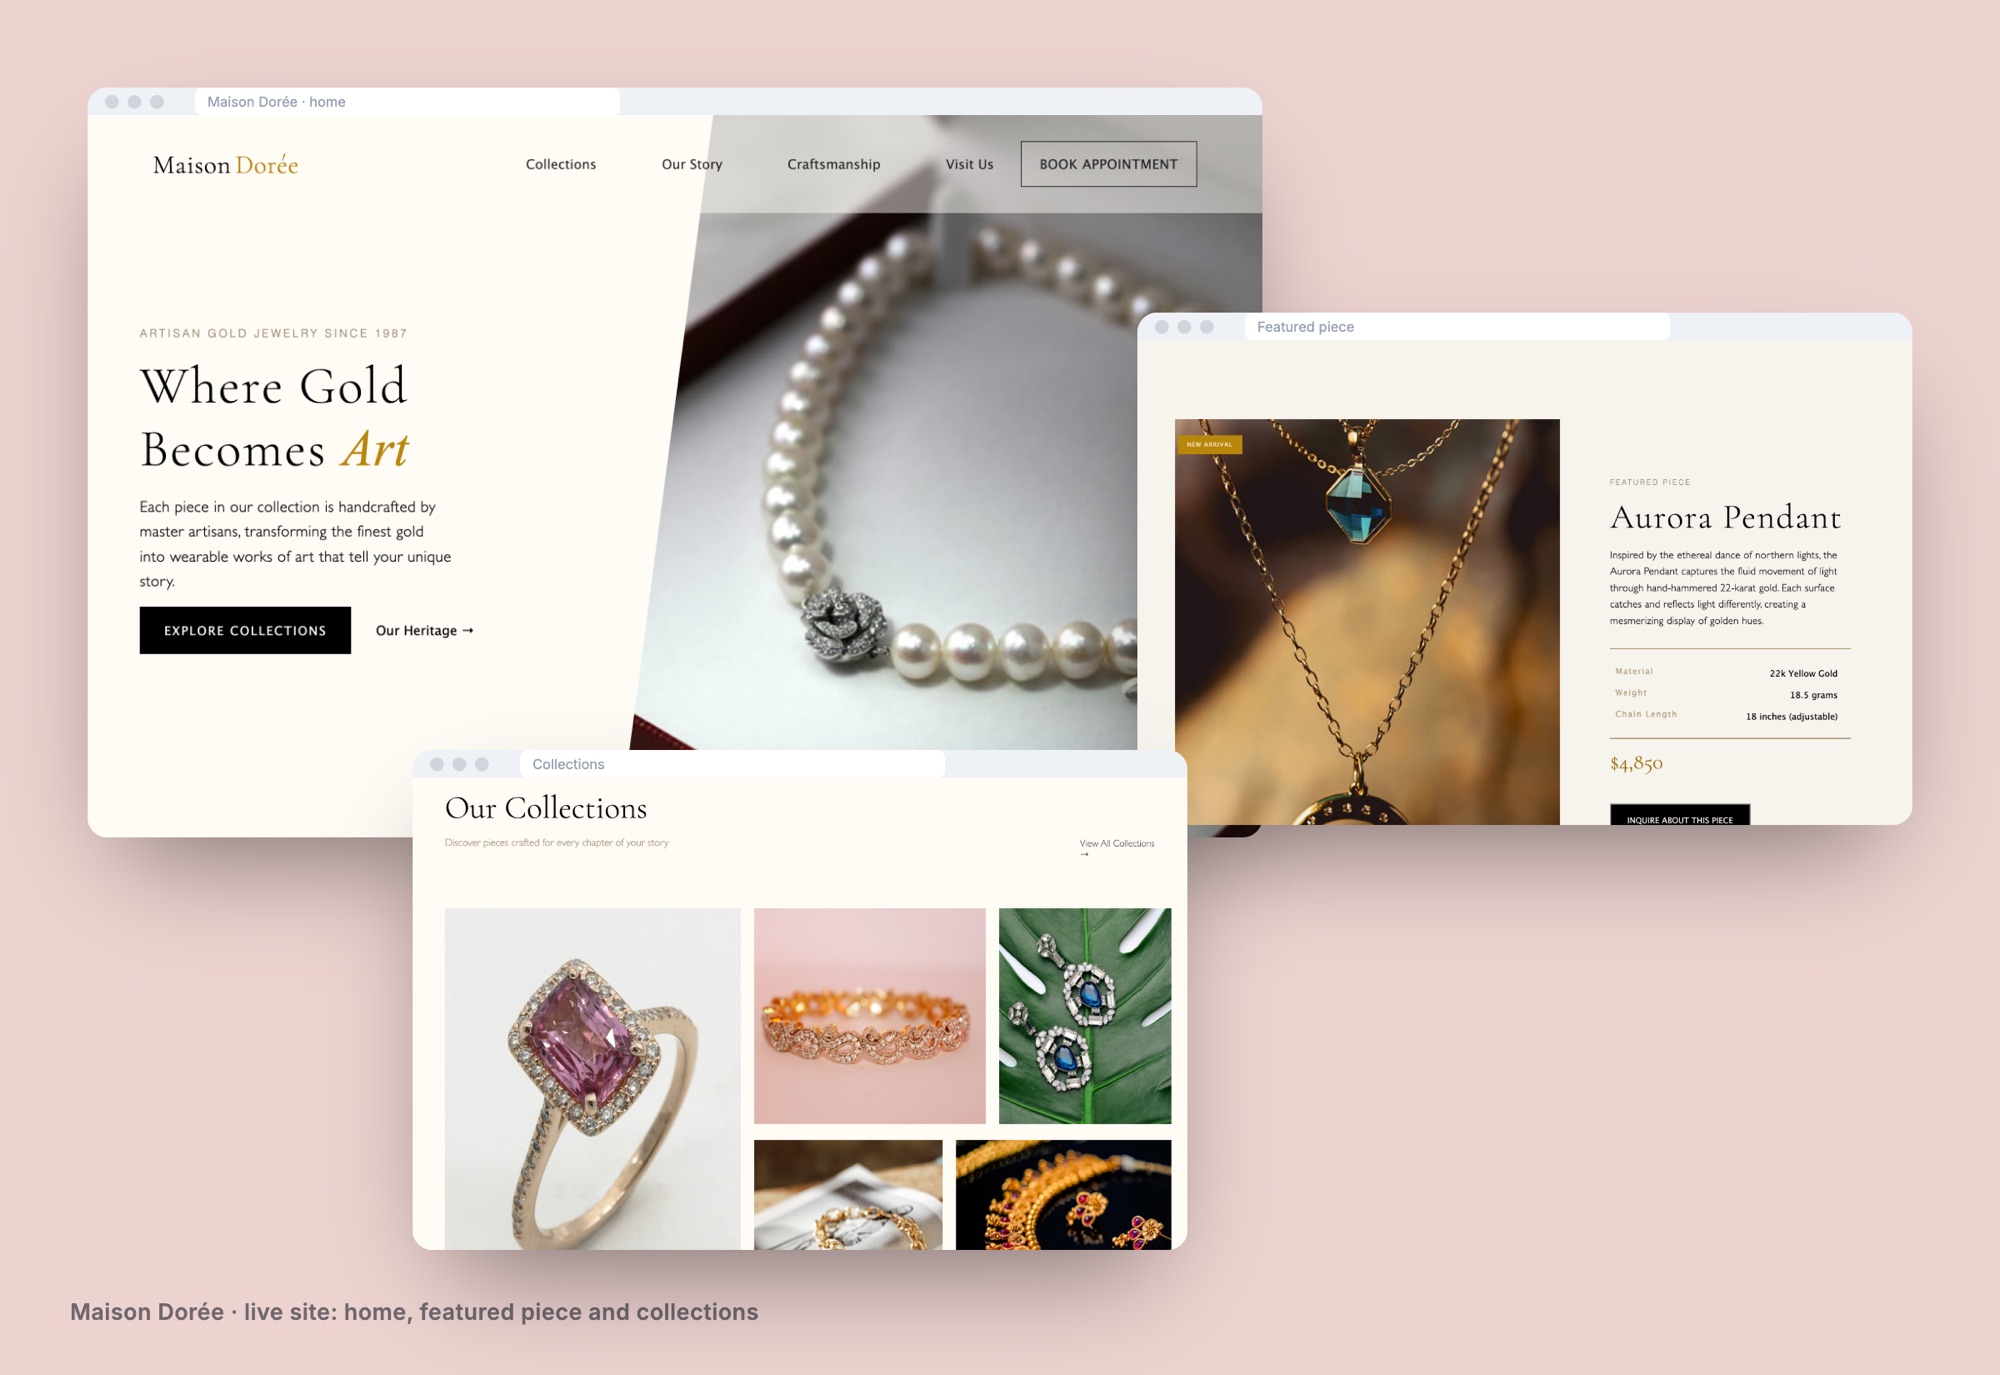 Maison Dorée · home
Maison Dorée
Collections
Our Story
Craftsmanship
Visit Us
BOOK APPOINTMENT
ARTISAN GOLD JEWELRY SINCE 1987
Where Gold
Becomes Art
Each piece in our collection is handcrafted by
master artisans, transforming the finest gold
into wearable works of art that tell your unique
story.
EXPLORE COLLECTIONS
Our Heritage →
Featured piece
NEW ARRIVAL
FEATURED PIECE
Aurora Pendant
Inspired by the ethereal dance of northern lights, the
Aurora Pendant captures the fluid movement of light
through hand-hammered 22-karat gold. Each surface
catches and reflects light differently, creating a
mesmerizing display of golden hues.
Material 22k Yellow Gold
Weight 18.5 grams
Chain Length 18 inches (adjustable)
$4,850
INQUIRE ABOUT THIS PIECE
Collections
Our Collections
Discover pieces crafted for every chapter of your story
View All Collections
→
Maison Dorée · live site: home, featured piece and collections